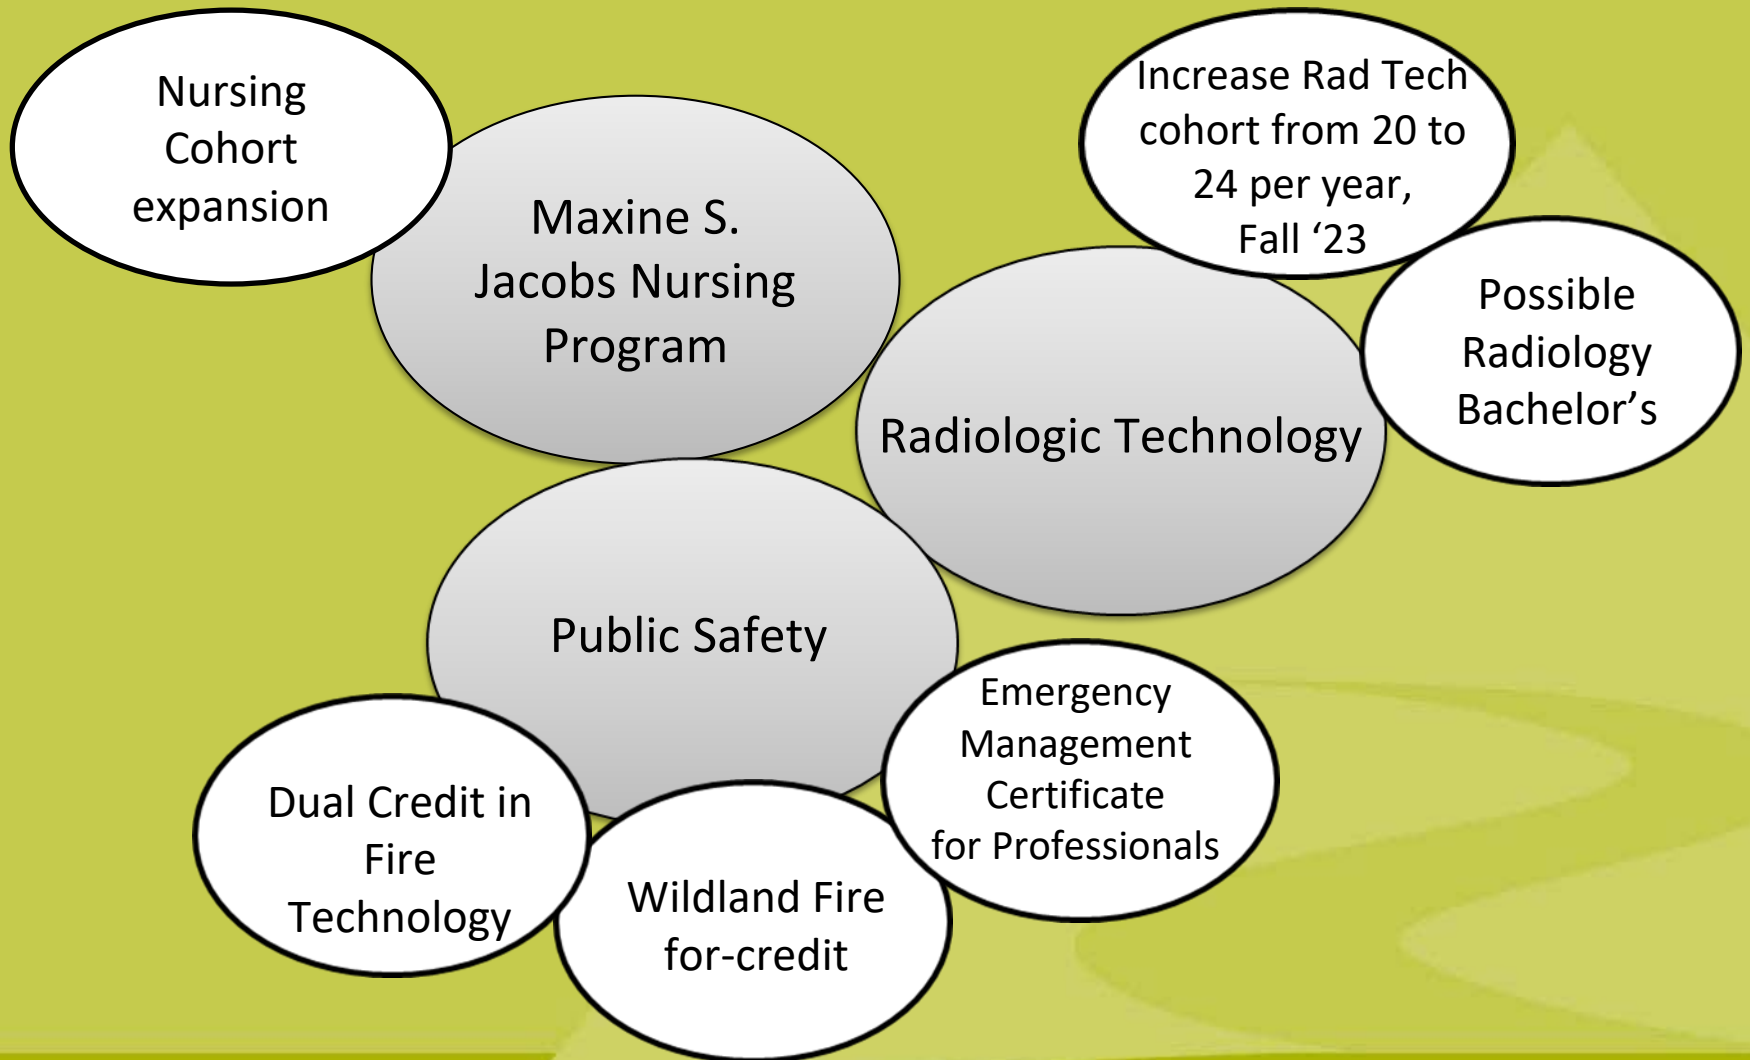 Nursing
Cohort
expansion
Maxine S.
Jacobs Nursing
Program
Increase Rad Tech
cohort from 20 to
24 per year,
Fall ‘23
Possible
Radiology
Bachelor’s
Radiologic Technology
Public Safety
Emergency
Management
Certificate
for Professionals
Dual Credit in
Fire
Technology
Wildland Fire
for-credit